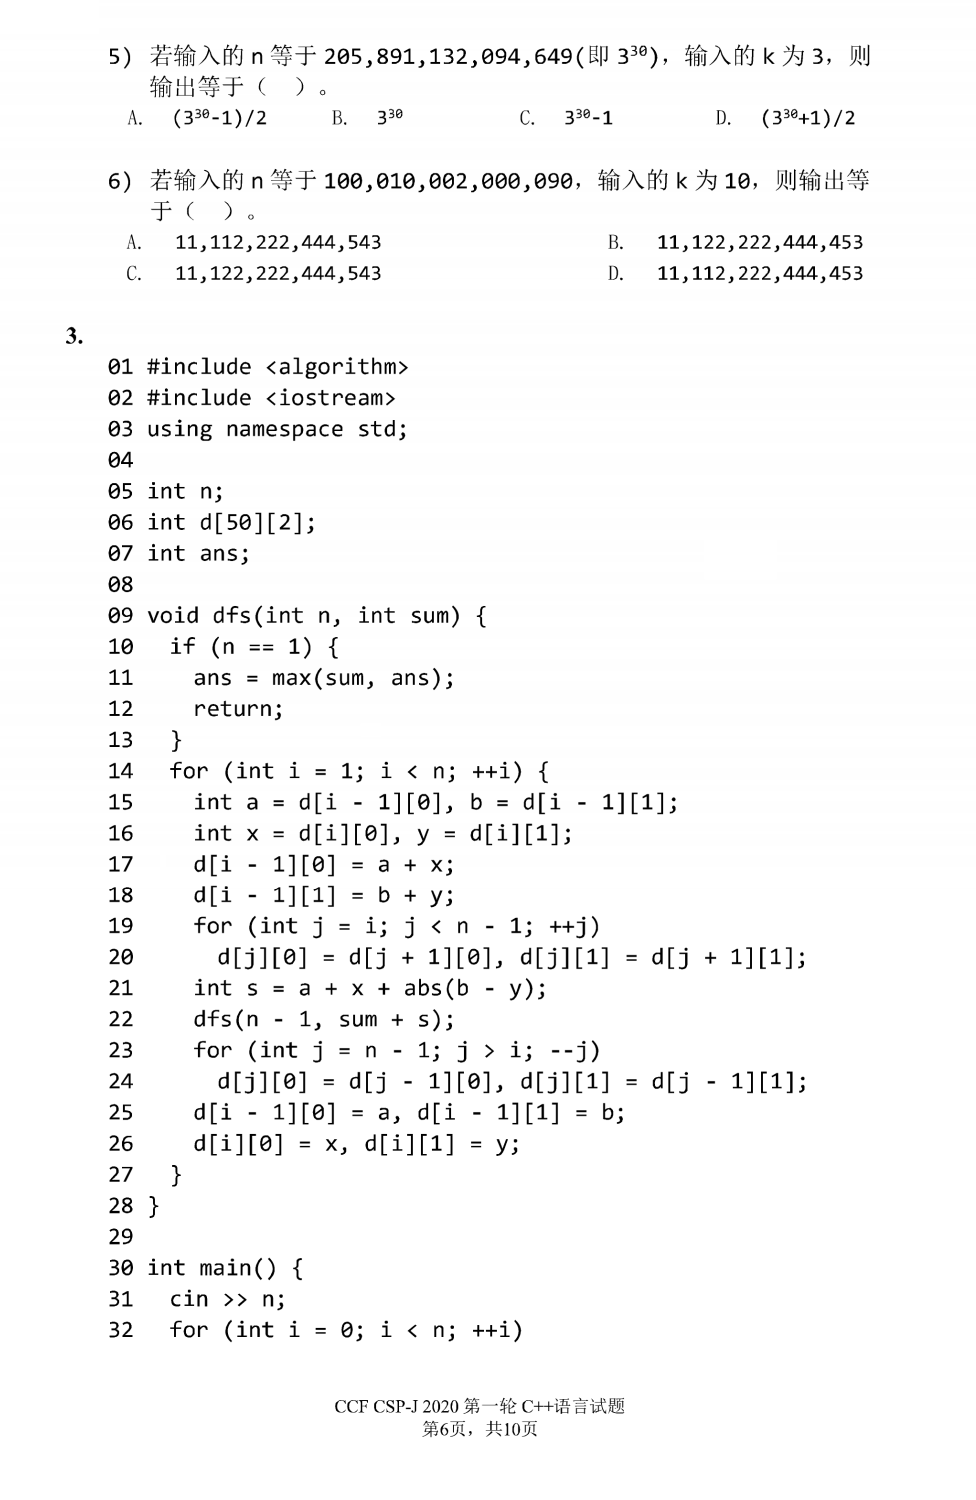 5) 若输入的 n 等于 205,891,132,094,649(即 3³⁰)，输入的 k 为 3，则
输出等于（ ）。
A. (3³⁰-1)/2 B. 3³⁰ C. 3³⁰-1 D. (3³⁰+1)/2
6) 若输入的 n 等于 100,010,002,000,090，输入的 k 为 10，则输出等
于（ ）。
A. 11,112,222,444,543 B. 11,122,222,444,453
C. 11,122,222,444,543 D. 11,112,222,444,453
3.
01 #include <algorithm>
02 #include <iostream>
03 using namespace std;
04
05 int n;
06 int d[50][2];
07 int ans;
08
09 void dfs(int n, int sum) {
10   if (n == 1) {
11     ans = max(sum, ans);
12     return;
13   }
14   for (int i = 1; i < n; ++i) {
15     int a = d[i - 1][0], b = d[i - 1][1];
16     int x = d[i][0], y = d[i][1];
17     d[i - 1][0] = a + x;
18     d[i - 1][1] = b + y;
19     for (int j = i; j < n - 1; ++j)
20       d[j][0] = d[j + 1][0], d[j][1] = d[j + 1][1];
21     int s = a + x + abs(b - y);
22     dfs(n - 1, sum + s);
23     for (int j = n - 1; j > i; --j)
24       d[j][0] = d[j - 1][0], d[j][1] = d[j - 1][1];
25     d[i - 1][0] = a, d[i - 1][1] = b;
26     d[i][0] = x, d[i][1] = y;
27   }
28 }
29
30 int main() {
31   cin >> n;
32   for (int i = 0; i < n; ++i)
CCF CSP-J 2020 第一轮 C++语言试题
第6页，共10页